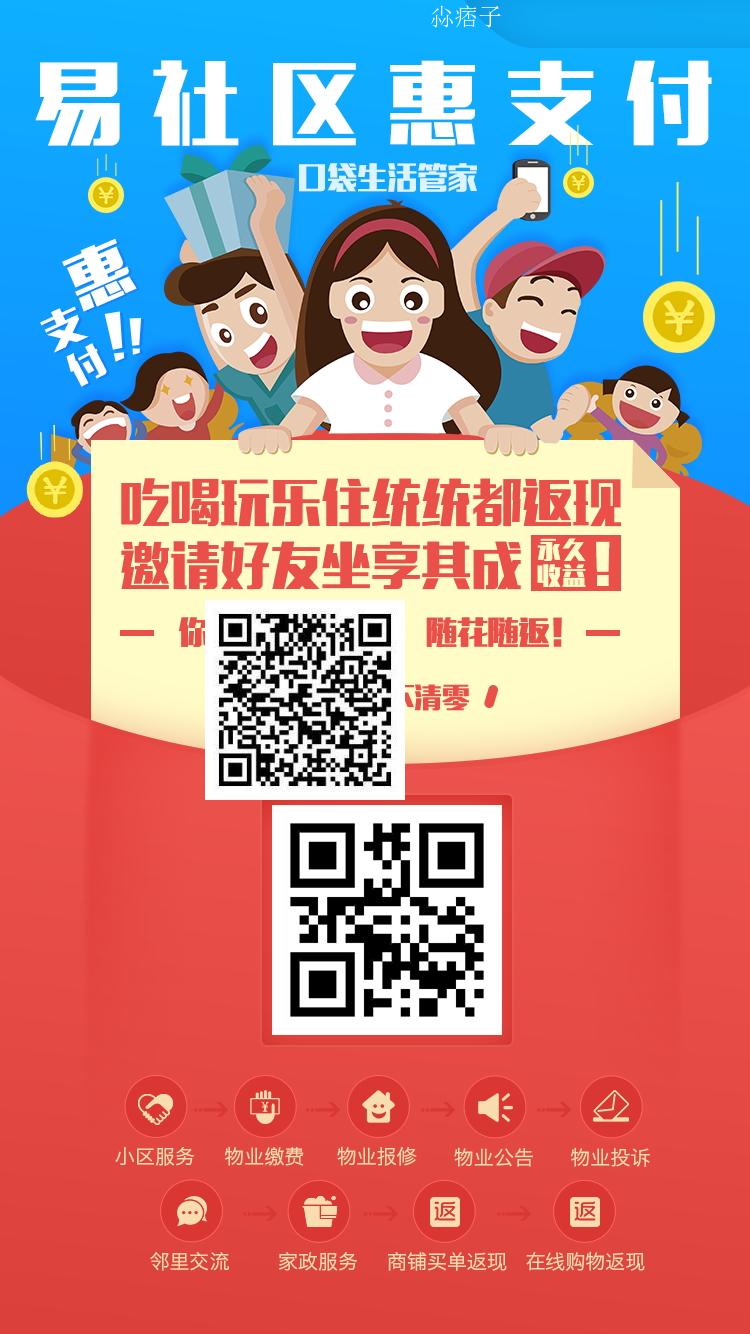 尛痞子
易社区惠支付
口袋生活管家
惠
支付!!
吃喝玩乐住统统都返现
邀请好友坐享其成 永久收益!
你 随花随返!
清零
小区服务 物业缴费 物业报修 物业公告 物业投诉
邻里交流 家政服务 商铺买单返现 在线购物返现